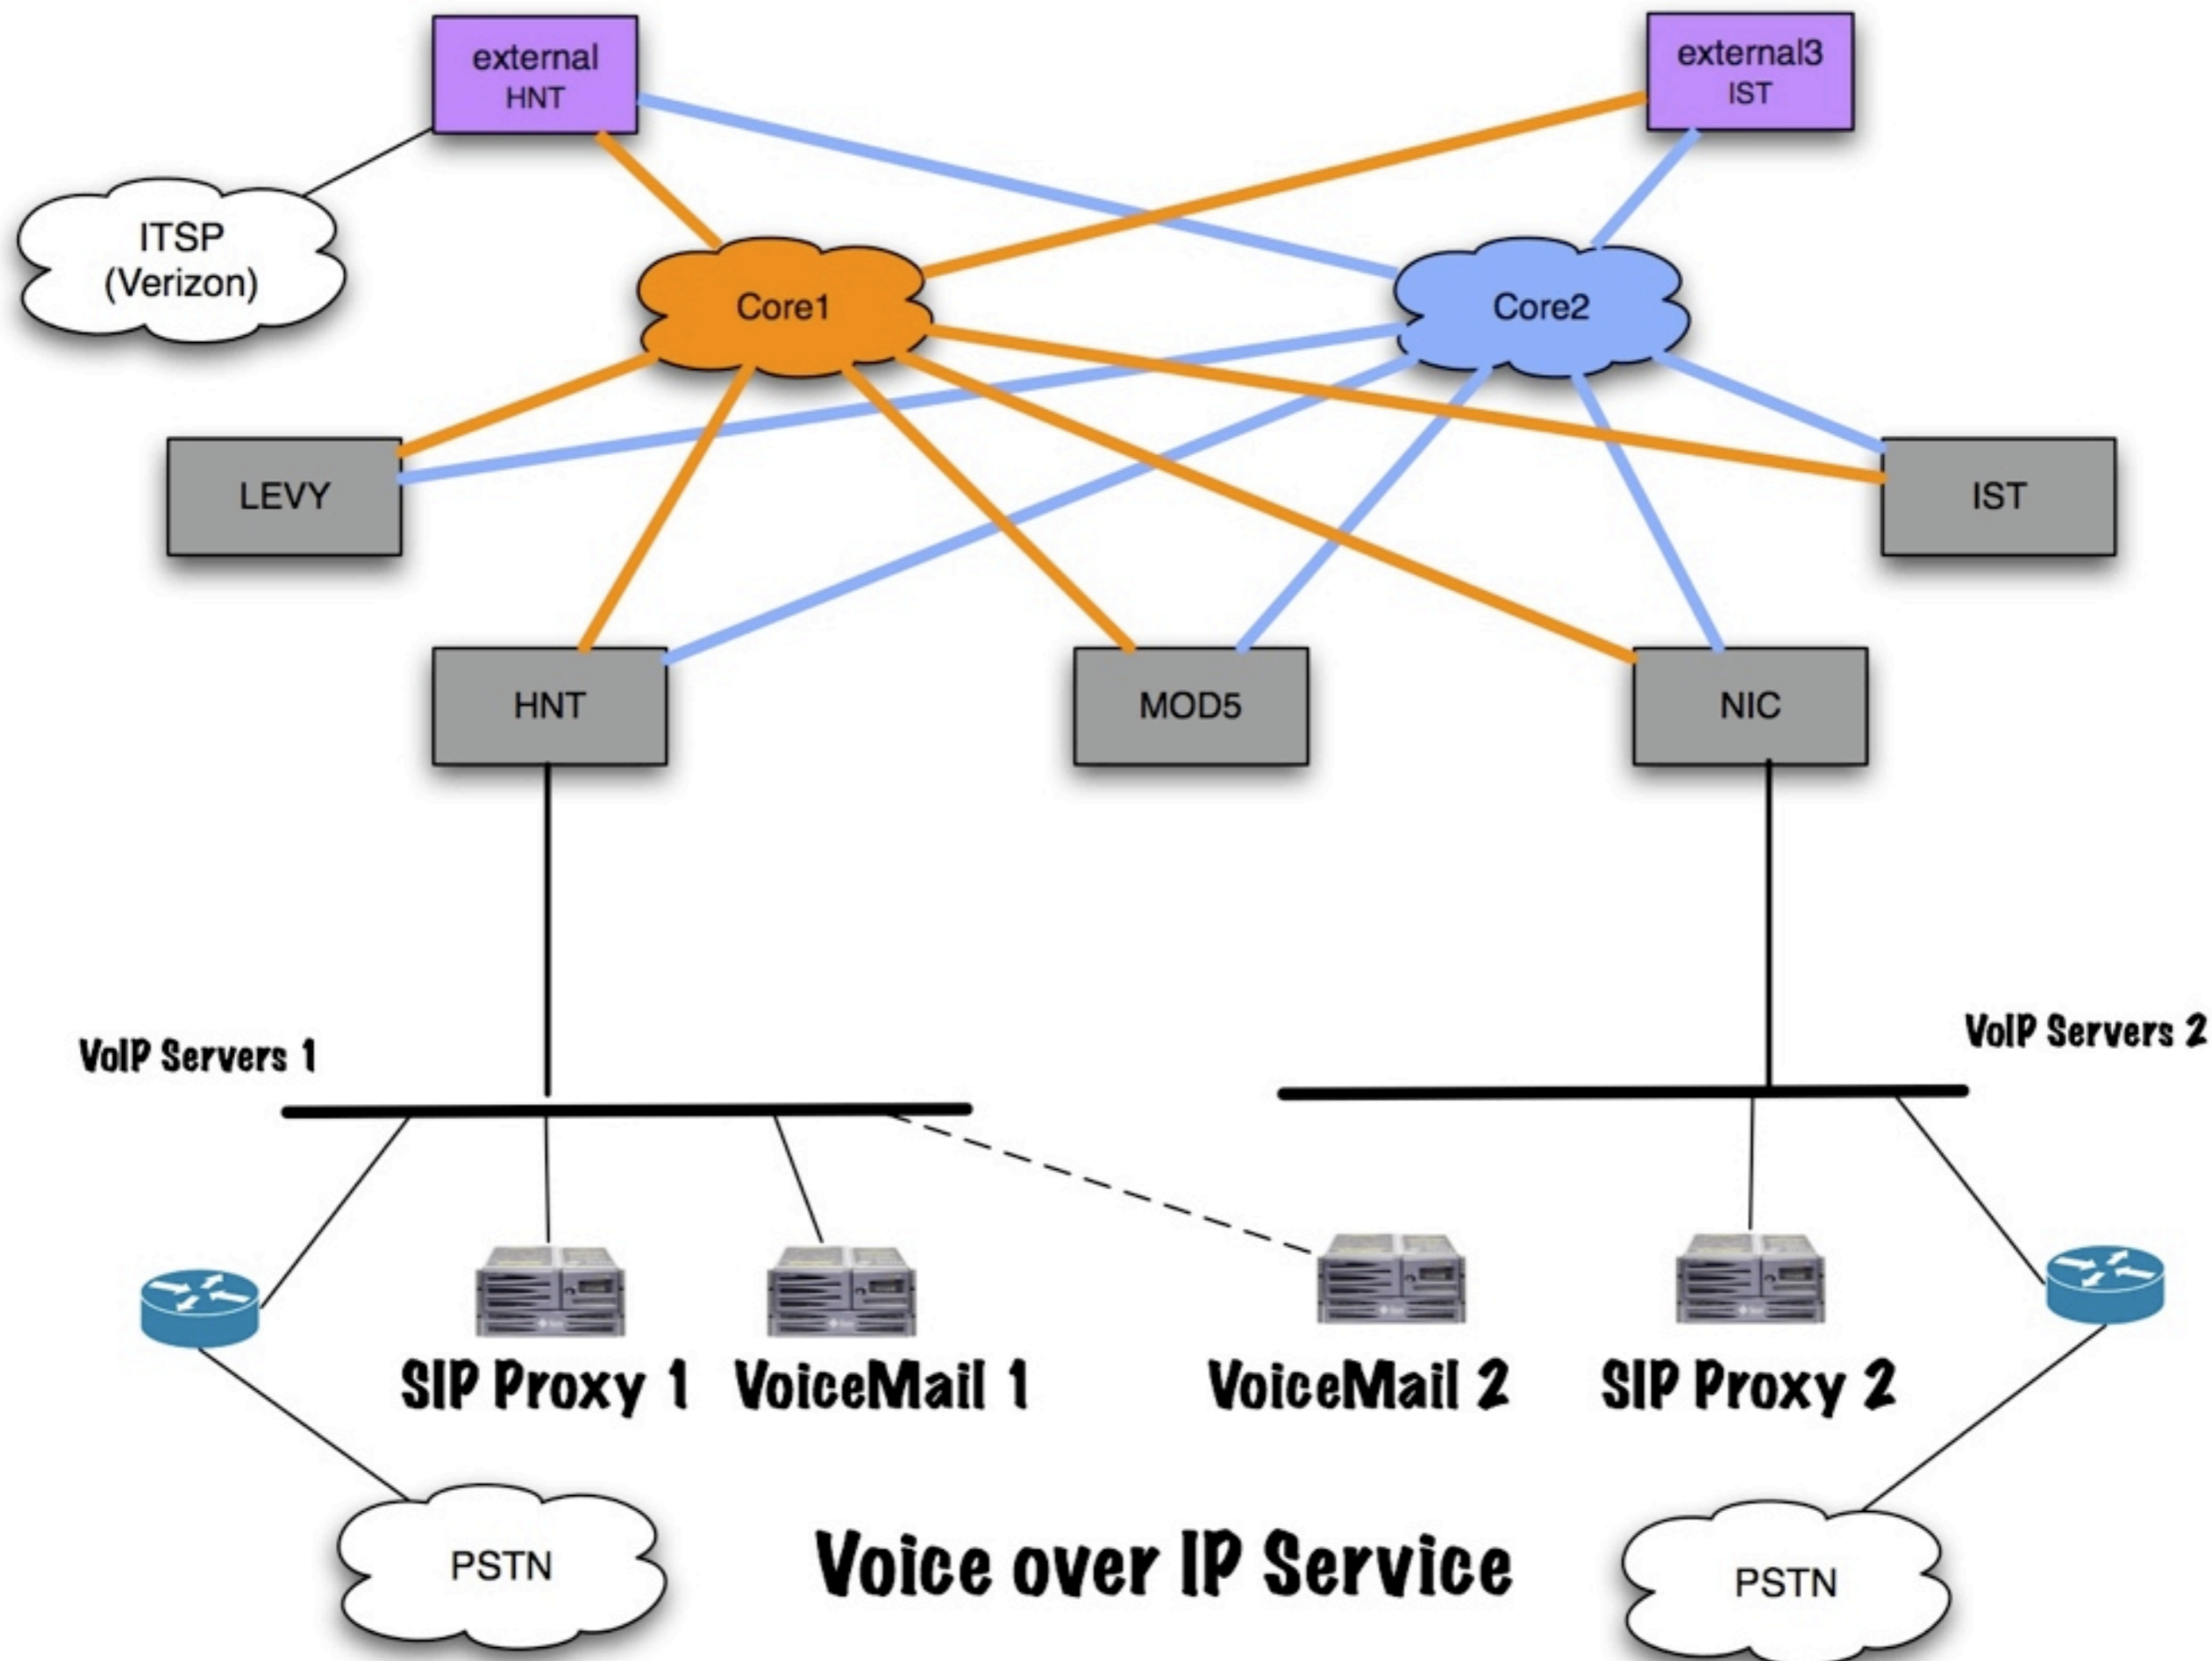 external
HNT
external3
IST
ITSP
(Verizon)
Core1
Core2
LEVY
IST
HNT
MOD5
NIC
VoIP Servers 1
VoIP Servers 2
SIP Proxy 1
VoiceMail 1
VoiceMail 2
SIP Proxy 2
PSTN
Voice over IP Service
PSTN